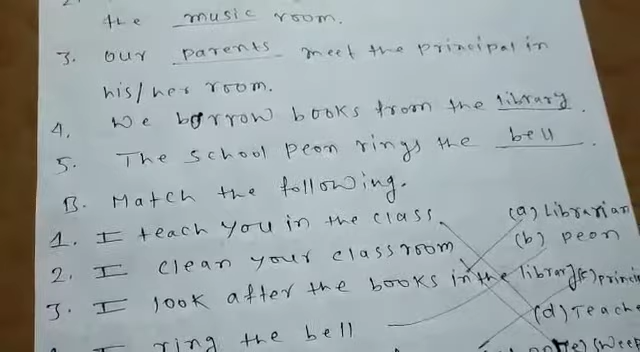 the music room.
3. our parents meet the principal in
his/her room.
4. We borrow books from the library.
5. The school peon rings the bell.
B. Match the following.
1. I teach you in the class. (a) Librarian
2. I clean your classroom (b) peon
3. I look after the books in the library (c) princi
(d) Teache
I ring the bell
(e) Sweep